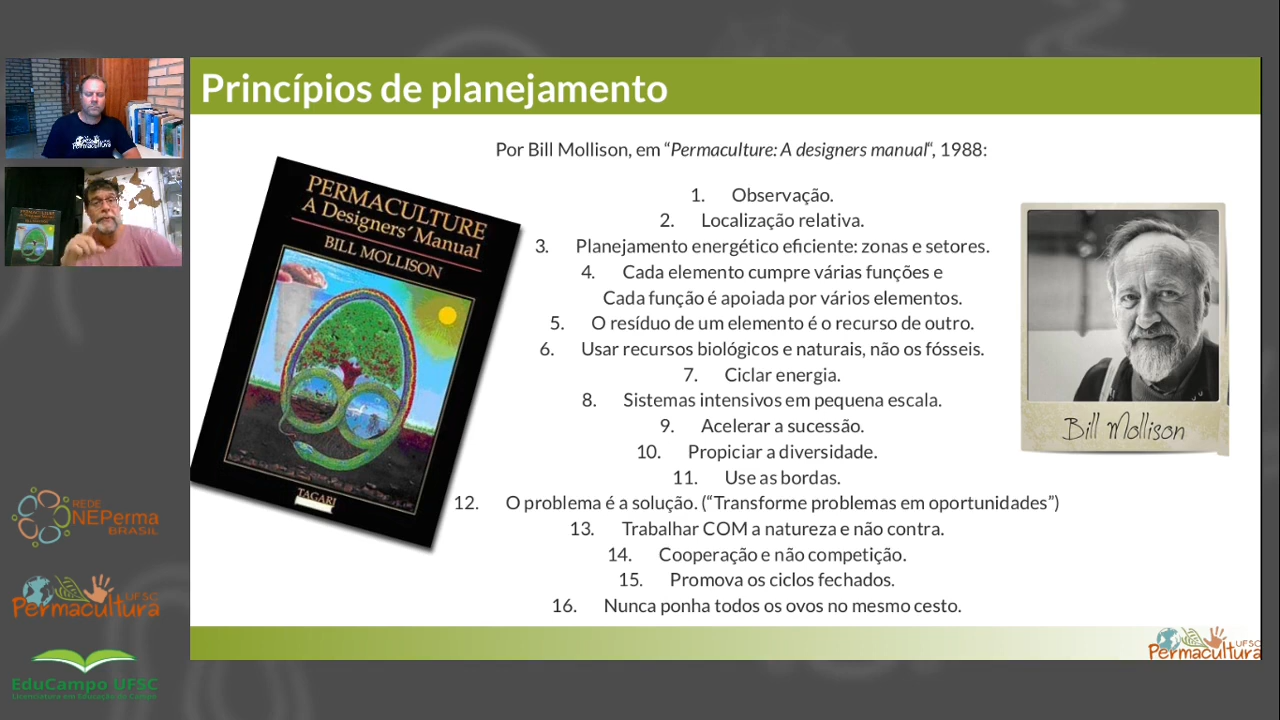 Princípios de planejamento
Por Bill Mollison, em “Permaculture: A designers manual“, 1988:
1. Observação.
2. Localização relativa.
3. Planejamento energético eficiente: zonas e setores.
4. Cada elemento cumpre várias funções e
Cada função é apoiada por vários elementos.
5. O resíduo de um elemento é o recurso de outro.
6. Usar recursos biológicos e naturais, não os fósseis.
7. Ciclar energia.
8. Sistemas intensivos em pequena escala.
9. Acelerar a sucessão.
10. Propiciar a diversidade.
11. Use as bordas.
12. O problema é a solução. (“Transforme problemas em oportunidades”)
13. Trabalhar COM a natureza e não contra.
14. Cooperação e não competição.
15. Promova os ciclos fechados.
16. Nunca ponha todos os ovos no mesmo cesto.
PERMACULTURE
A Designers' Manual
BILL MOLLISON
TAGARI
Bill Mollison
Permacultura
PERMACULTURE
REDE
NEPerma
BRASIL
UFSC
Permacultura
EduCampo UFSC
Licenciatura em Educação do Campo
UFSC
Permacultura